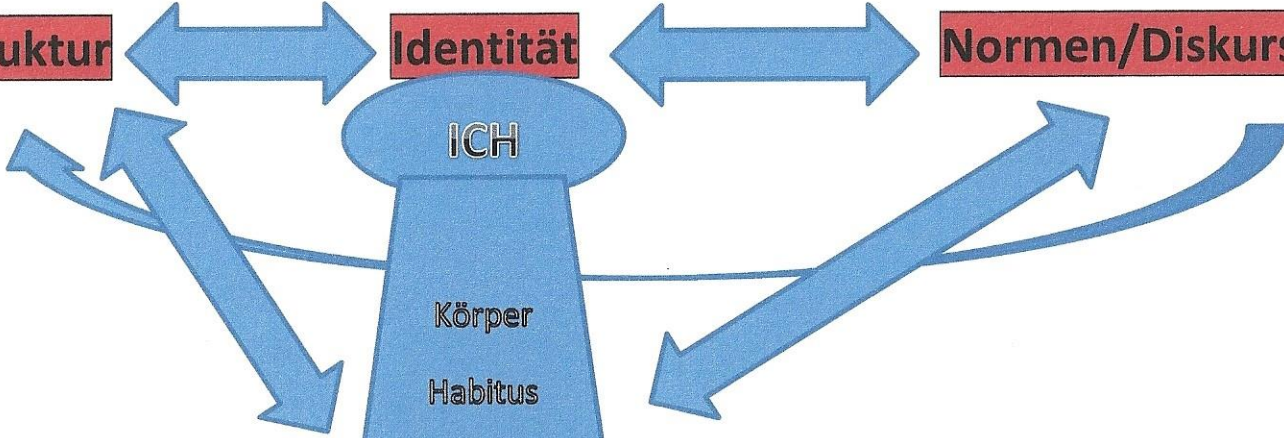 uktur
Identität
Normen/Diskurs
ICH
Körper
Habitus